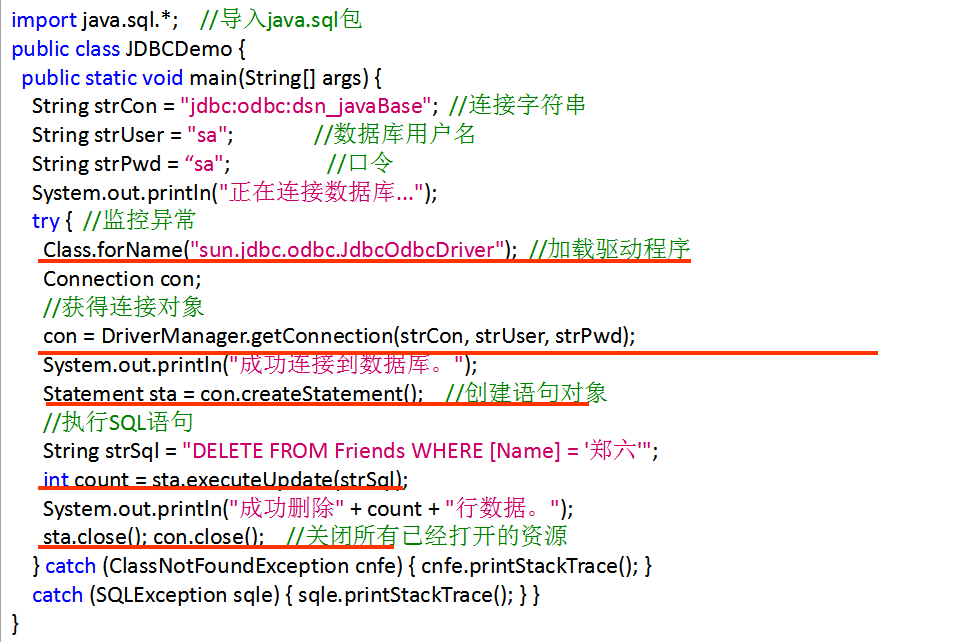 import java.sql.*;    //导入java.sql包
public class JDBCDemo {
public static void main(String[] args) {
String strCon = "jdbc:odbc:dsn_javaBase";  //连接字符串
String strUser = "sa";              //数据库用户名
String strPwd = “sa";                //口令
System.out.println("正在连接数据库...");
try {  //监控异常
Class.forName("sun.jdbc.odbc.JdbcOdbcDriver");  //加载驱动程序
Connection con;
//获得连接对象
con = DriverManager.getConnection(strCon, strUser, strPwd);
System.out.println("成功连接到数据库。");
Statement sta = con.createStatement();    //创建语句对象
//执行SQL语句
String strSql = "DELETE FROM Friends WHERE [Name] = '郑六'";
int count = sta.executeUpdate(strSql);
System.out.println("成功删除" + count + "行数据。");
sta.close(); con.close();    //关闭所有已经打开的资源
} catch (ClassNotFoundException cnfe) { cnfe.printStackTrace(); }
catch (SQLException sqle) { sqle.printStackTrace(); } }
}